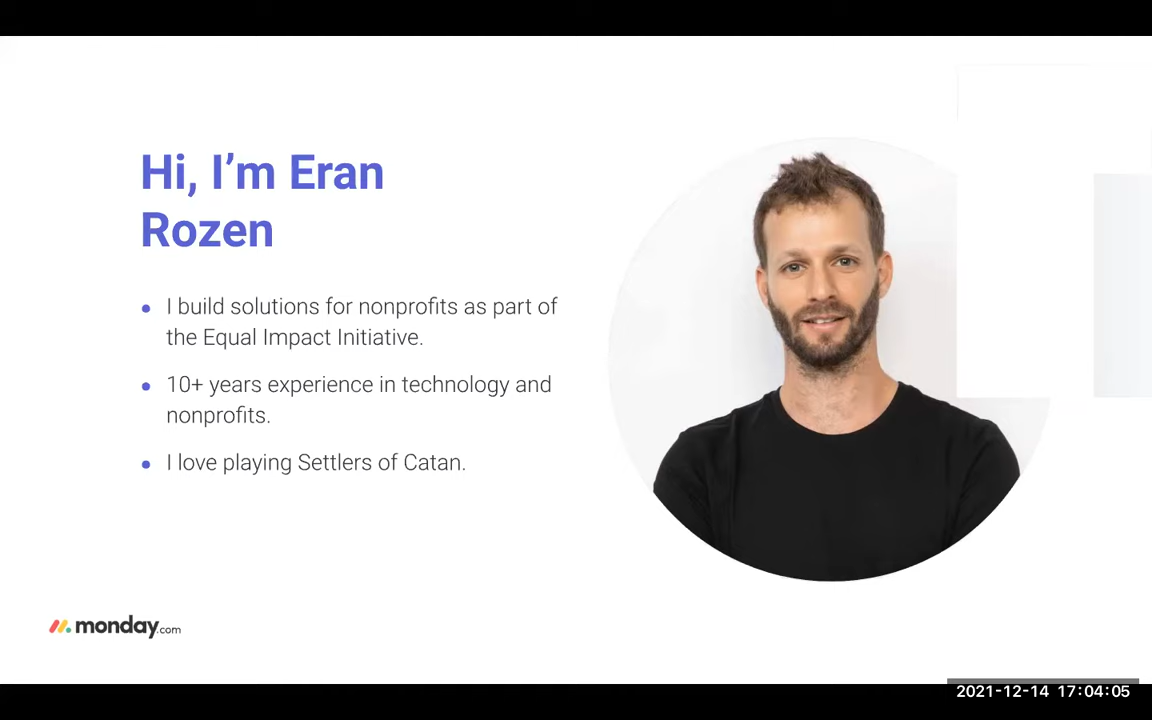 Hi, I’m Eran
Rozen
I build solutions for nonprofits as part of
the Equal Impact Initiative.
10+ years experience in technology and
nonprofits.
I love playing Settlers of Catan.
monday.com
2021-12-14 17:04:05